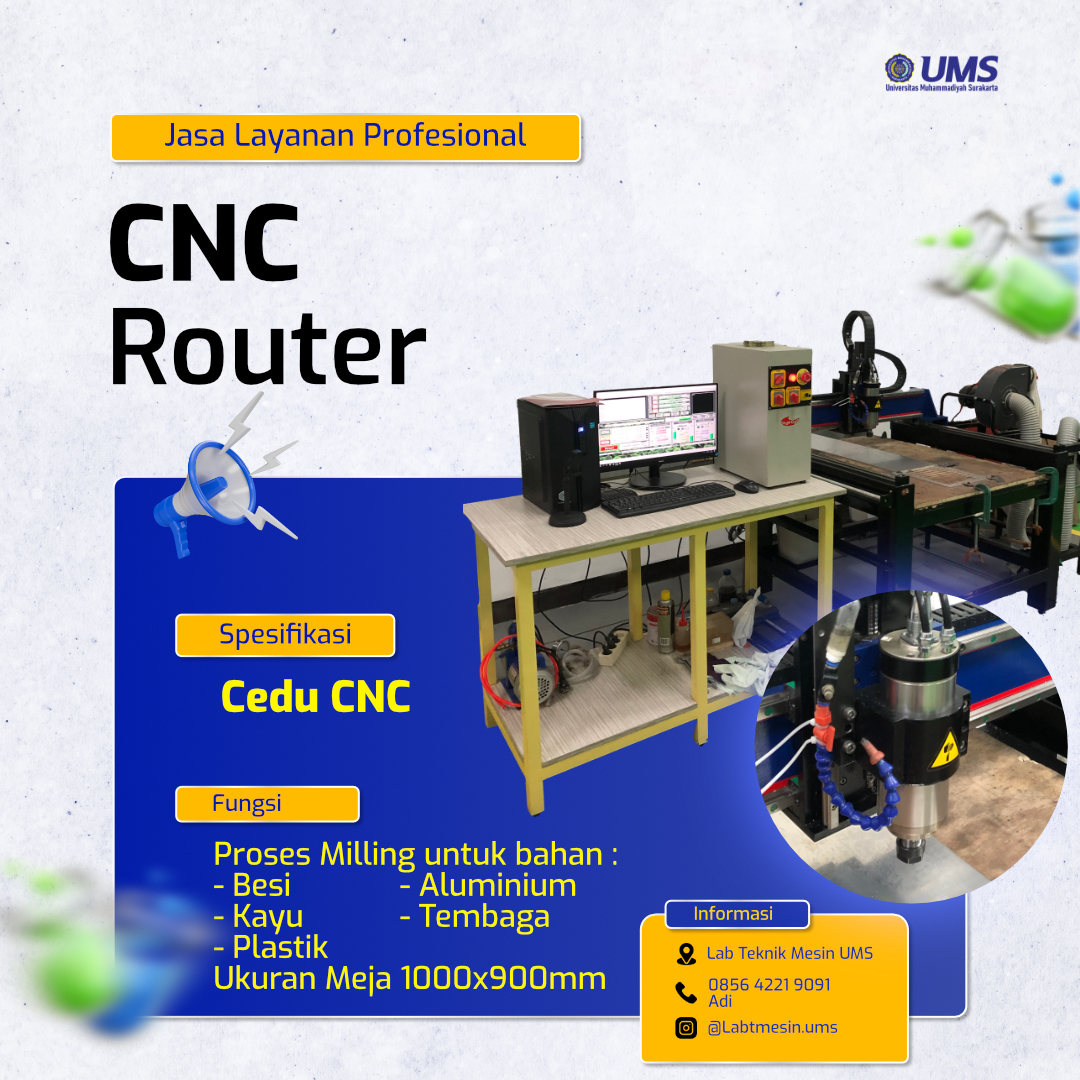 UMS
Universitas Muhammadiyah Surakarta
Jasa Layanan Profesional
CNC
Router
Spesifikasi
Cedu CNC
Fungsi
Proses Milling untuk bahan :
- Besi - Aluminium
- Kayu - Tembaga
- Plastik
Ukuran Meja 1000x900mm
Informasi
Lab Teknik Mesin UMS
0856 4221 9091
Adi
@Labtmesin.ums